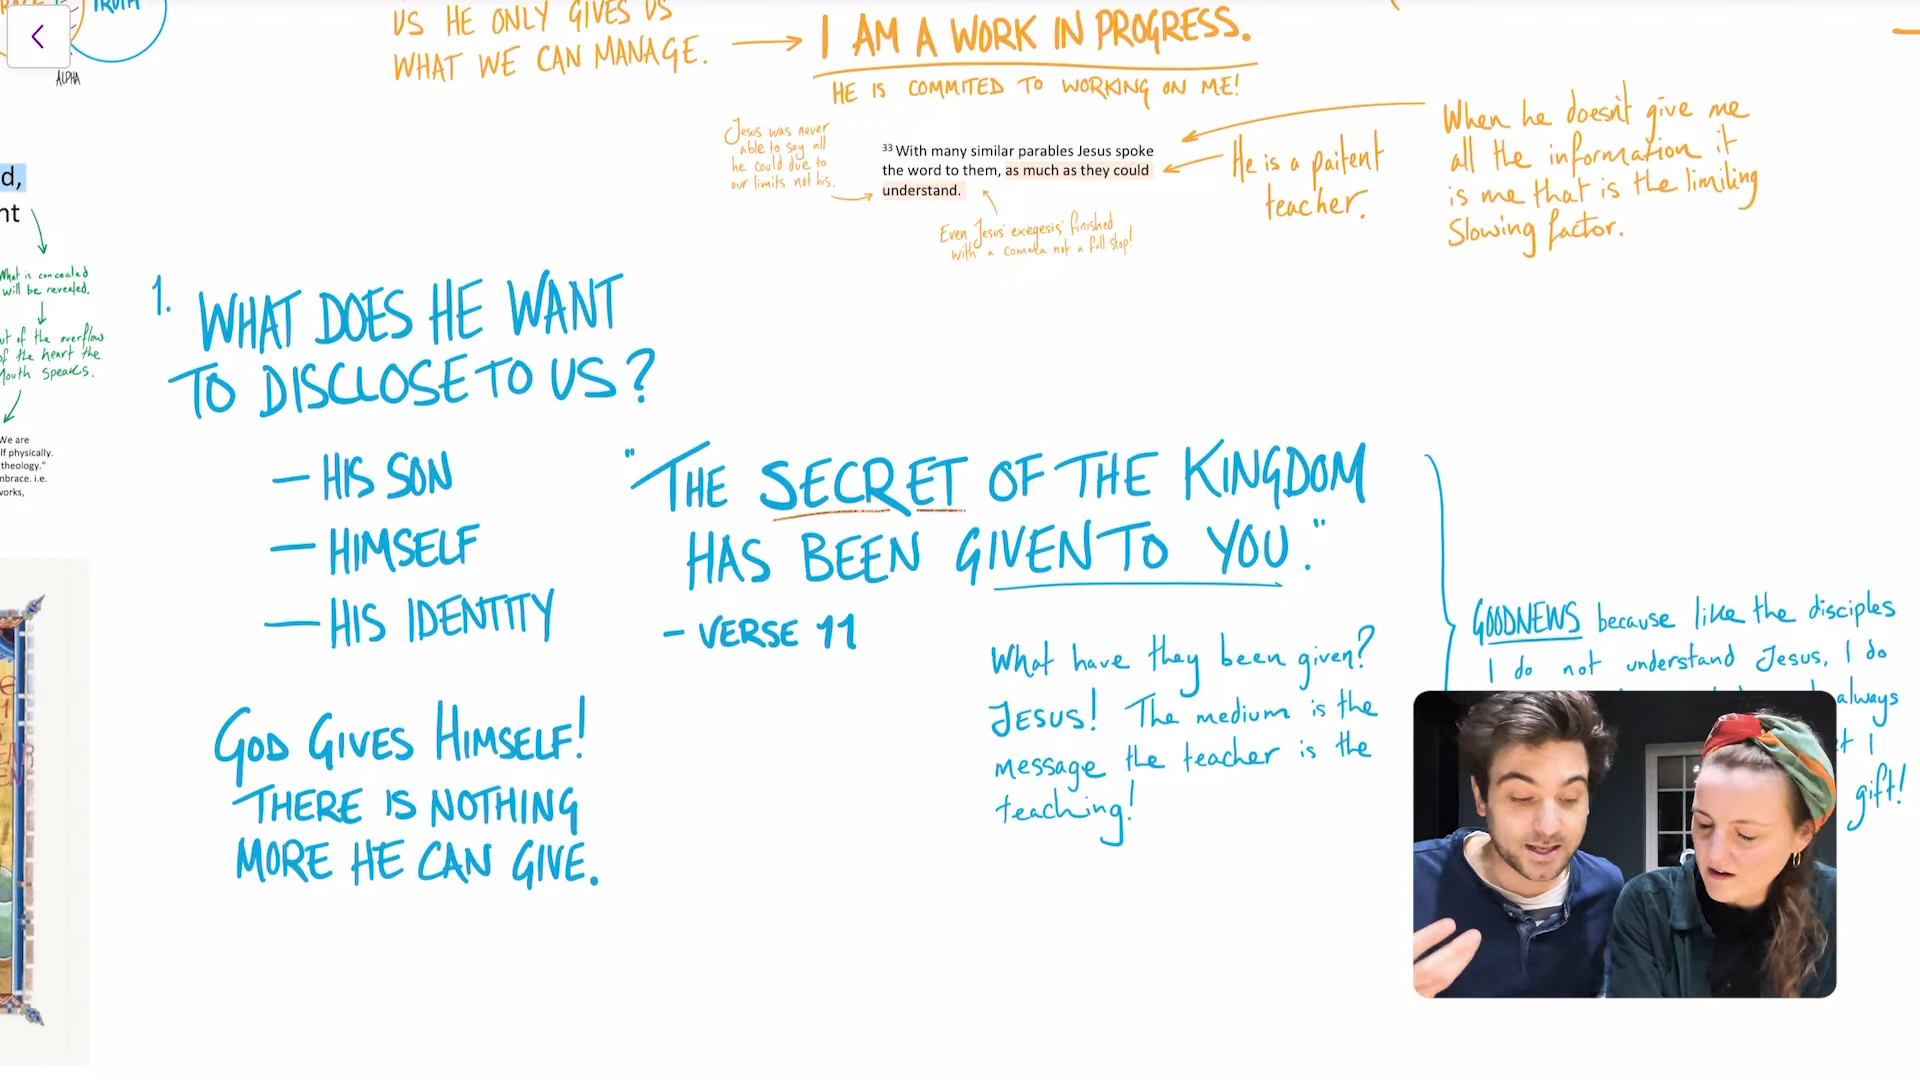 TRUTH
ALPHA
US HE ONLY GIVES US
WHAT WE CAN MANAGE.
I AM A WORK IN PROGRESS.
HE IS COMMITED TO WORKING ON ME!
Jesus was never
able to say all
he could due to
our limits not his.
33 With many similar parables Jesus spoke
the word to them, as much as they could
understand.
Even Jesus' exegesis finished
with a comma not a full stop!
He is a paitent
teacher.
When he doesn't give me
all the information it
is me that is the limiting
Slowing factor.
d,
ht
What is concealed
will be revealed.
of the overflow
of the heart the
Mouth speaks.
We are
lf physically.
theology."
mbrace. i.e.
works,
1. WHAT DOES HE WANT
TO DISCLOSE TO US?
— HIS SON
— HIMSELF
— HIS IDENTITY
GOD GIVES HIMSELF!
THERE IS NOTHING
MORE HE CAN GIVE.
"THE SECRET OF THE KINGDOM
HAS BEEN GIVEN TO YOU."
- VERSE 11
What have they been given?
JESUS! The medium is the
message the teacher is the
teaching!
GOODNEWS because like the disciples
I do not understand Jesus, I do
always
I
gift!